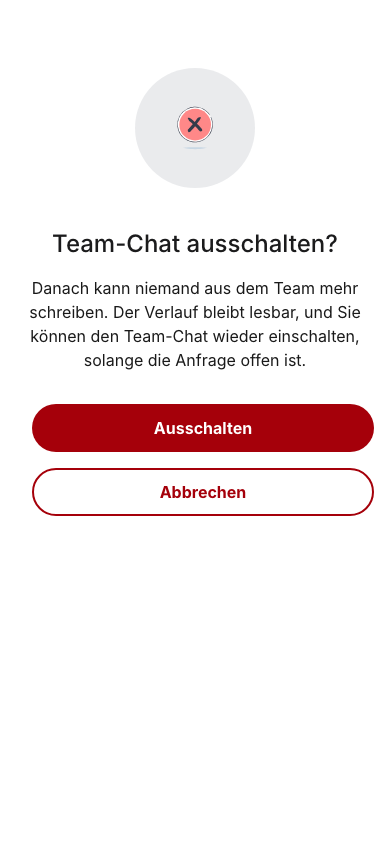 Team-Chat ausschalten?
Danach kann niemand aus dem Team mehr
schreiben. Der Verlauf bleibt lesbar, und Sie
können den Team-Chat wieder einschalten,
solange die Anfrage offen ist.
Ausschalten
Abbrechen